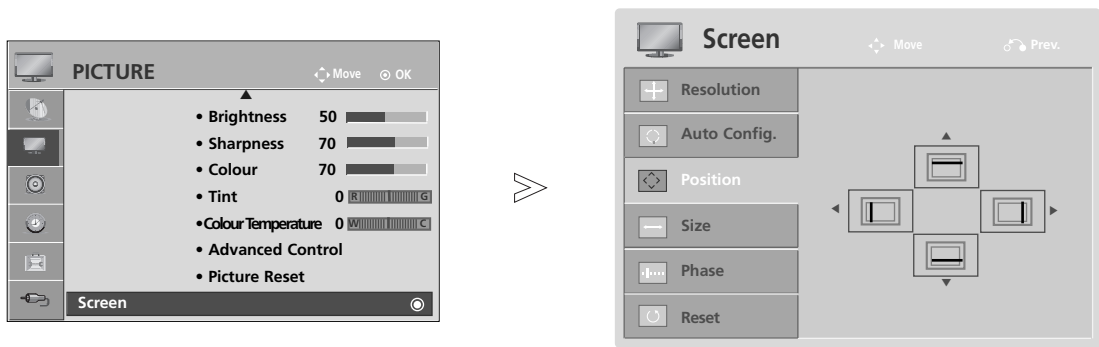 PICTURE
Move OK
• Brightness 50
• Sharpness 70
• Colour 70
• Tint 0 R G
•Colour Temperature 0 W C
• Advanced Control
• Picture Reset
Screen
Screen
Move Prev.
Resolution
Auto Config.
Position
Size
Phase
Reset